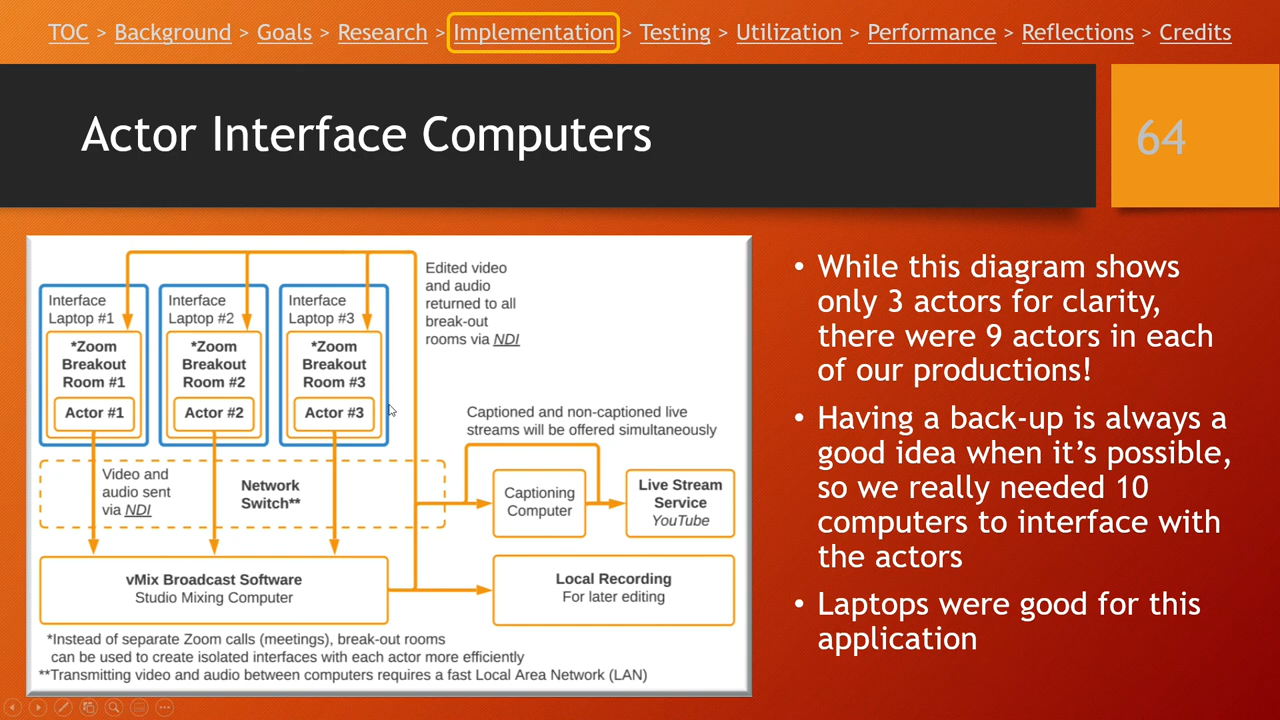 TOC > Background > Goals > Research > Implementation > Testing > Utilization > Performance > Reflections > Credits
Actor Interface Computers
64
Edited video
and audio
returned to all
break-out
rooms via NDI
Interface
Laptop #1
Interface
Laptop #2
Interface
Laptop #3
*Zoom
Breakout
Room #1
*Zoom
Breakout
Room #2
*Zoom
Breakout
Room #3
Actor #1
Actor #2
Actor #3
Captioned and non-captioned live
streams will be offered simultaneously
Video and
audio sent
via NDI
Network
Switch**
Captioning
Computer
Live Stream
Service
YouTube
vMix Broadcast Software
Studio Mixing Computer
Local Recording
For later editing
*Instead of separate Zoom calls (meetings), break-out rooms
can be used to create isolated interfaces with each actor more efficiently
**Transmitting video and audio between computers requires a fast Local Area Network (LAN)
• While this diagram shows
only 3 actors for clarity,
there were 9 actors in each
of our productions!
• Having a back-up is always a
good idea when it’s possible,
so we really needed 10
computers to interface with
the actors
• Laptops were good for this
application